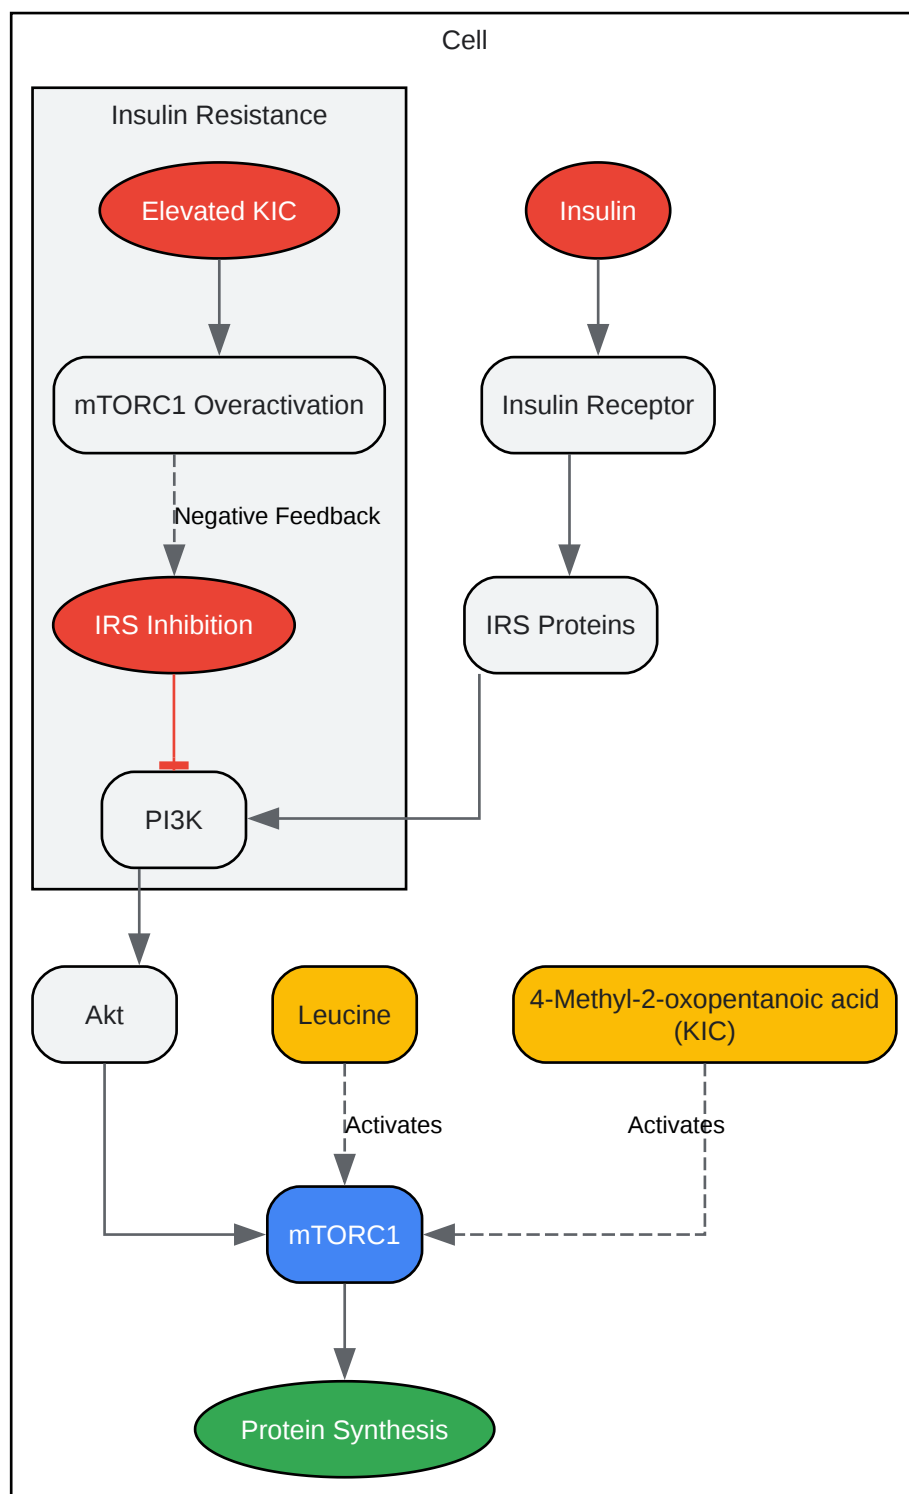 Cell
Insulin Resistance
Elevated KIC
Insulin
mTORC1 Overactivation
Insulin Receptor
Negative Feedback
IRS Inhibition
IRS Proteins
PI3K
Akt
Leucine
4-Methyl-2-oxopentanoic acid
(KIC)
Activates
Activates
mTORC1
Protein Synthesis